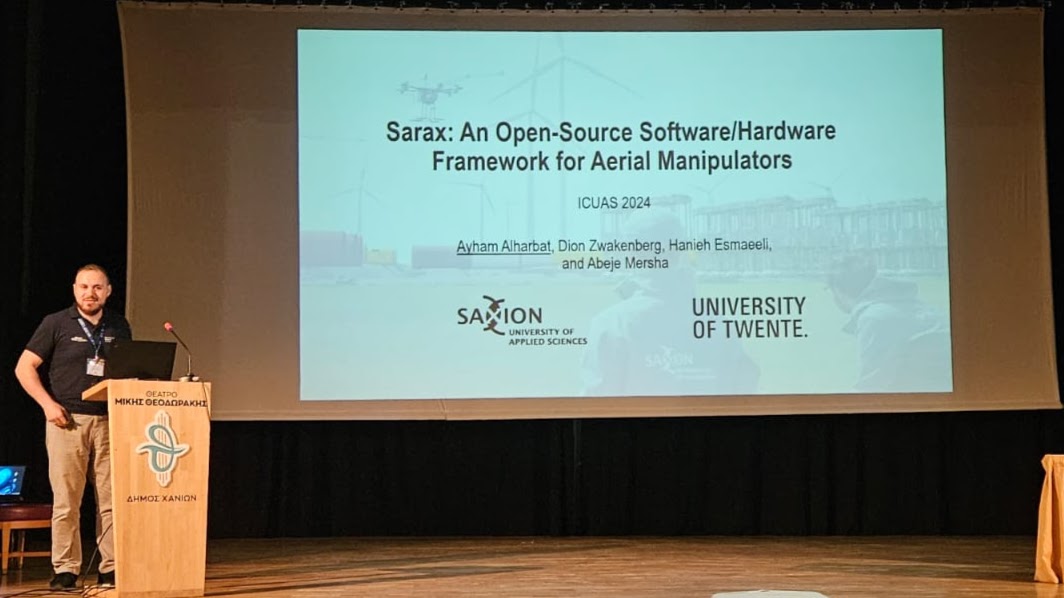 Sarax: An Open-Source Software/Hardware
Framework for Aerial Manipulators
ICUAS 2024
Ayham Alharbat, Dion Zwakenberg, Hanieh Esmaeeli,
and Abeje Mersha
SAXION
UNIVERSITY OF
APPLIED SCIENCES
UNIVERSITY
OF TWENTE.
SAXION
ΘΕΑΤΡΟ
ΜΙΚΗΣ ΘΕΟΔΩΡΑΚΗΣ
ΔΗΜΟΣ ΧΑΝΙΩΝ